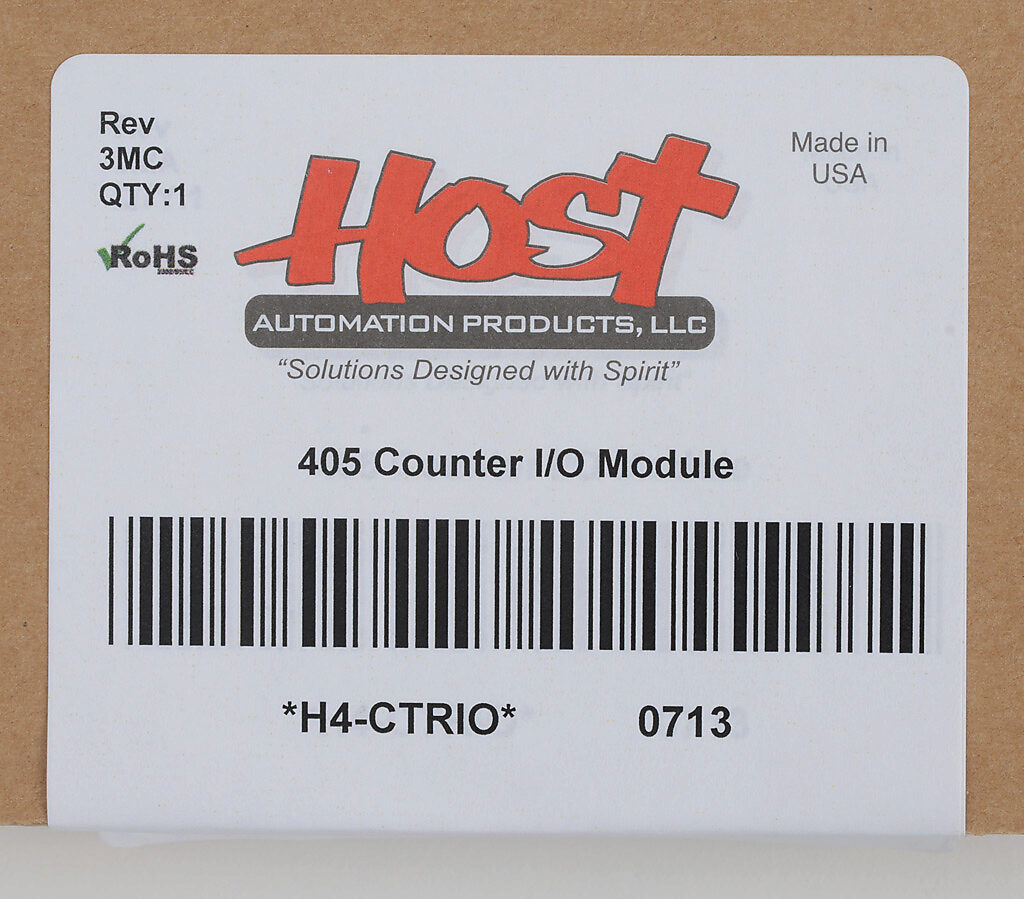 Rev
3MC
QTY:1
Made in
USA
RoHS
HOST
AUTOMATION PRODUCTS, LLC
“Solutions Designed with Spirit”
405 Counter I/O Module
*H4-CTRIO* 0713